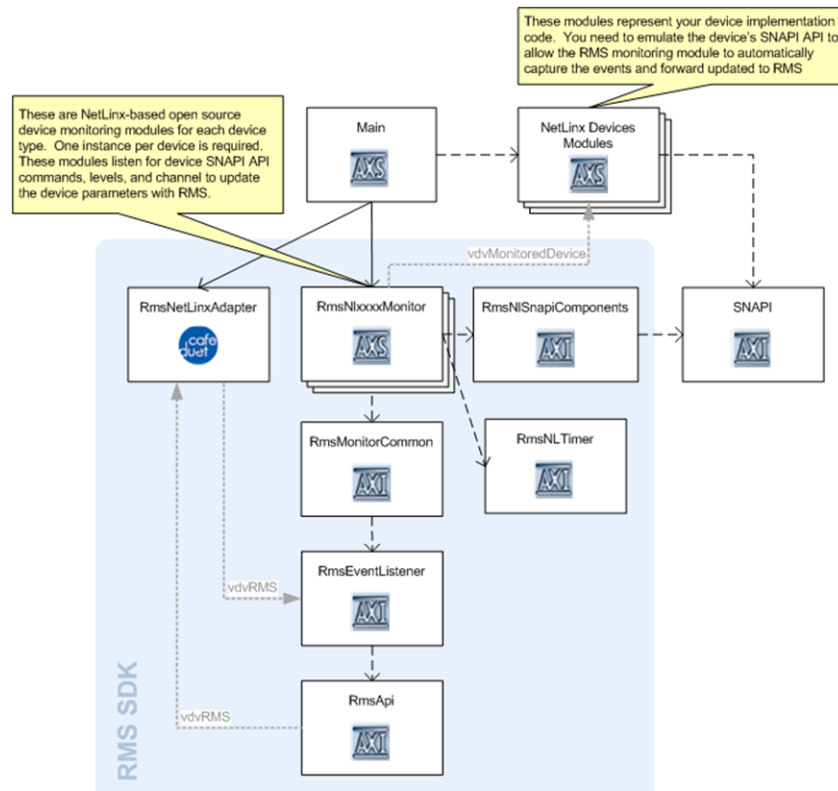 These modules represent your device implementation
code.  You need to emulate the device's SNAPI API to
allow the RMS monitoring module to automatically
capture the events and forward updated to RMS
These are NetLinx-based open source
device monitoring modules for each device
type.  One instance per device is required.
These modules listen for device SNAPI API
commands, levels, and channel to update
the device parameters with RMS.
Main
AXS
NetLinx Devices
Modules
AXS
vdvMonitoredDevice
RmsNetLinxAdapter
cafe
duet
RmsNlxxxxMonitor
AXS
RmsNlSnapiComponents
AXI
SNAPI
AXI
RmsMonitorCommon
AXI
RmsNLTimer
AXI
RmsEventListener
AXI
vdvRMS
RmsApi
AXI
vdvRMS
RMS SDK